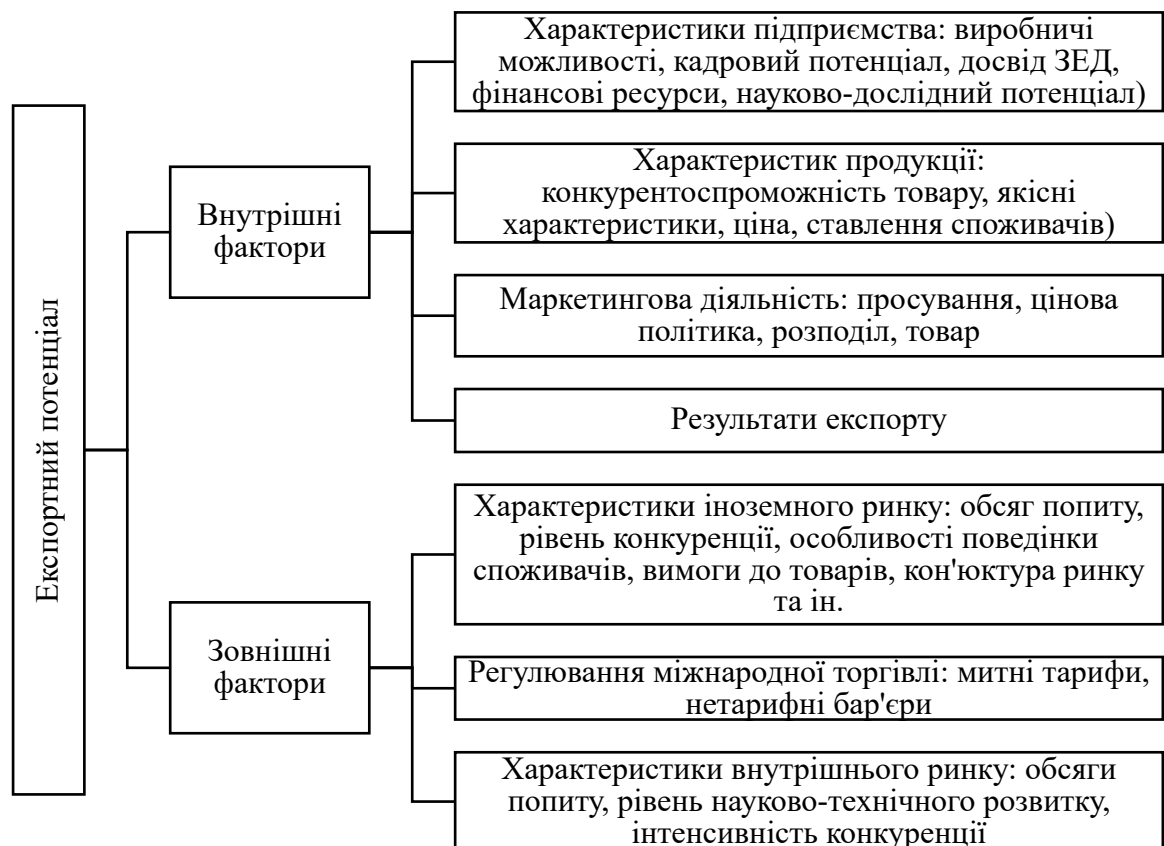 Експортний потенціал
Внутрішні
фактори
Характеристики підприємства: виробничі
можливості, кадровий потенціал, досвід ЗЕД,
фінансові ресурси, науково-дослідний потенціал)
Характеристик продукції:
конкурентоспроможність товару, якісні
характеристики, ціна, ставлення споживачів)
Маркетингова діяльність: просування, цінова
політика, розподіл, товар
Результати експорту
Зовнішні
фактори
Характеристики іноземного ринку: обсяг попиту,
рівень конкуренції, особливості поведінки
споживачів, вимоги до товарів, кон'юктура ринку
та ін.
Регулювання міжнародної торгівлі: митні тарифи,
нетарифні бар'єри
Характеристики внутрішнього ринку: обсяги
попиту, рівень науково-технічного розвитку,
інтенсивність конкуренції